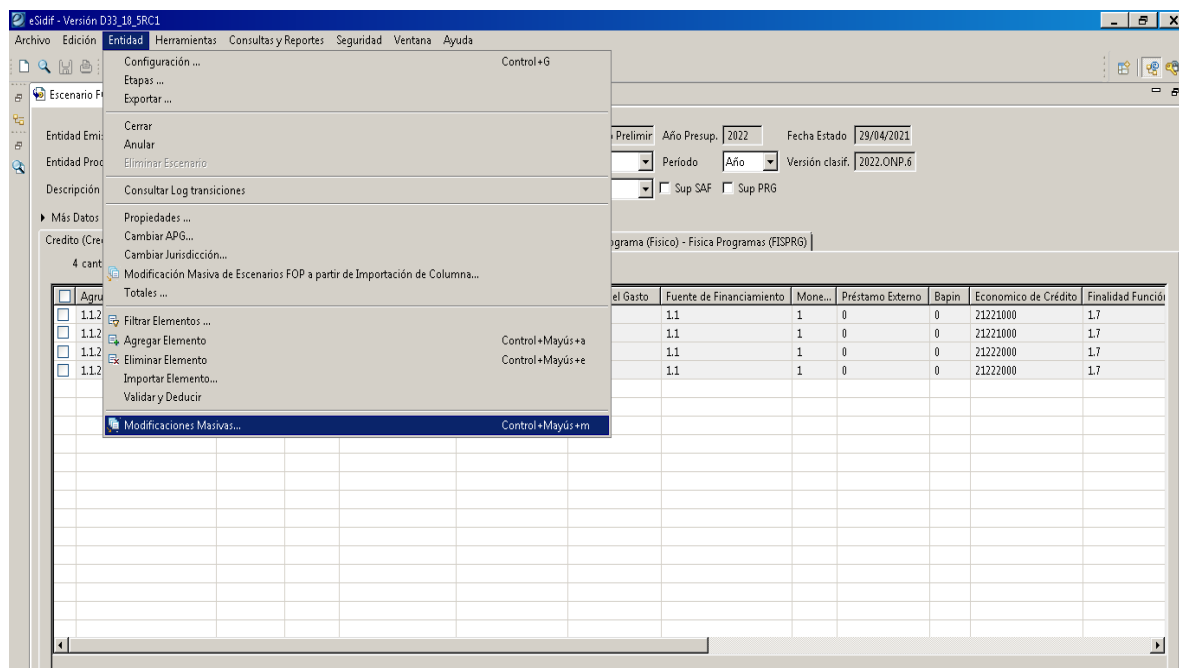 eSidif - Versión D33_18_5RC1
Archivo Edición Entidad Herramientas Consultas y Reportes Seguridad Ventana Ayuda
Configuración ... Control+G
Etapas ...
Exportar ...
Escenario F
Cerrar
Anular
Eliminar Escenario
Entidad Emi Prelimir Año Presup. 2022 Fecha Estado 29/04/2021
Entidad Prod Período Año Versión clasif. 2022.ONP.6
Descripción Consultar Log transiciones Sup SAF Sup PRG
Más Datos Propiedades ...
Cambiar APG...
Credito (Cre ograma (Fisico) - Fisica Programas (FISPRG)
Cambiar Jurisdicción...
4 cant Modificación Masiva de Escenarios FOP a partir de Importación de Columna...
Totales ...
Agru el Gasto Fuente de Financiamiento Mone... Préstamo Externo Bapin Economico de Crédito Finalidad Función
1.1.2 Filtrar Elementos ... 1.1 1 0 0 21221000 1.7
1.1.2 Agregar Elemento Control+Mayús+a 1.1 1 0 0 21221000 1.7
1.1.2 Eliminar Elemento Control+Mayús+e 1.1 1 0 0 21222000 1.7
1.1.2 Importar Elemento... 1.1 1 0 0 21222000 1.7
Validar y Deducir
Modificaciones Masivas... Control+Mayús+m